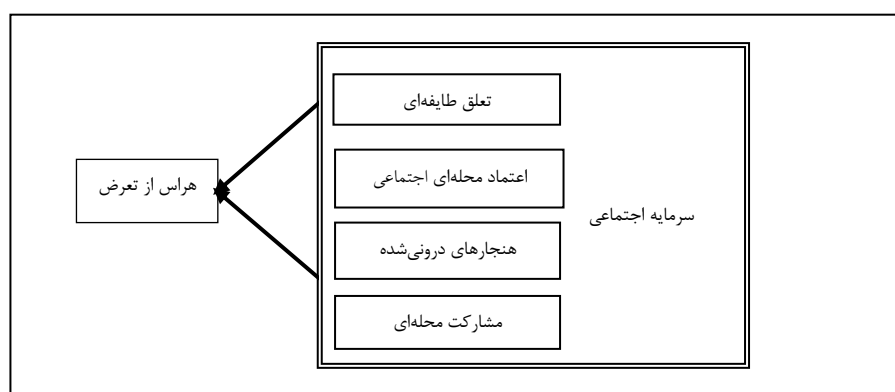 سرمایه اجتماعی
تعلق طایفه‌ای
اعتماد محله‌ای اجتماعی
هنجارهای درونی‌شده
مشارکت محله‌ای
هراس از تعرض